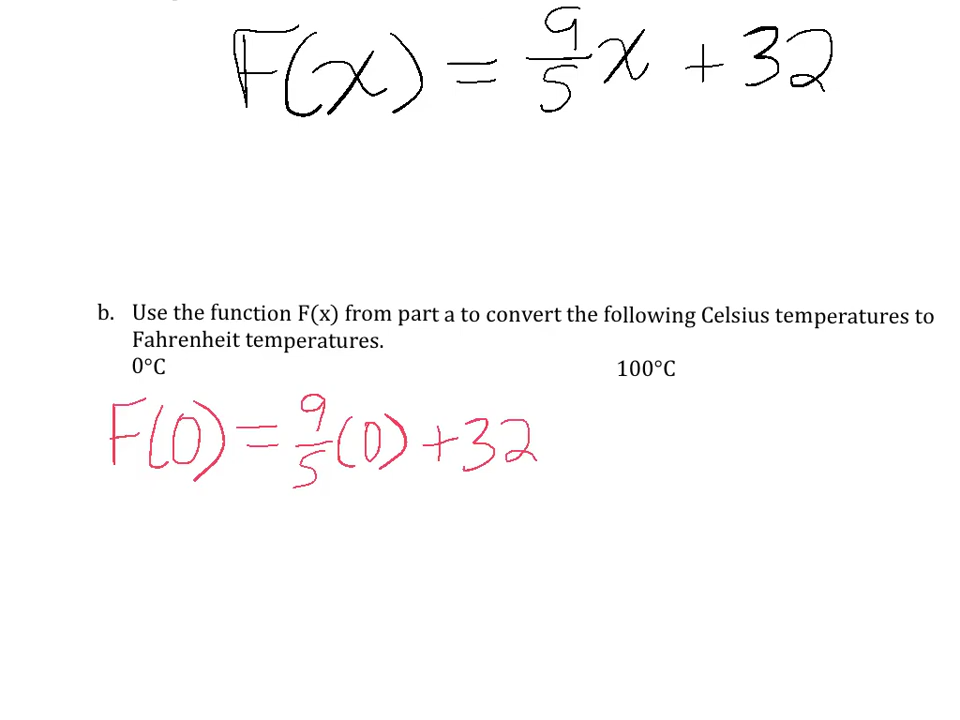 F(x) = 9/5 x + 32
b. Use the function F(x) from part a to convert the following Celsius temperatures to
Fahrenheit temperatures.
0°C 100°C
F(0) = 9/5 (0) + 32